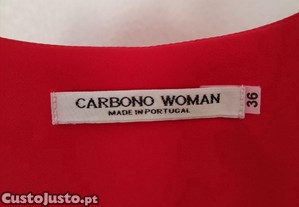 CARBONO WOMAN
MADE IN PORTUGAL
36
CustoJusto.pt